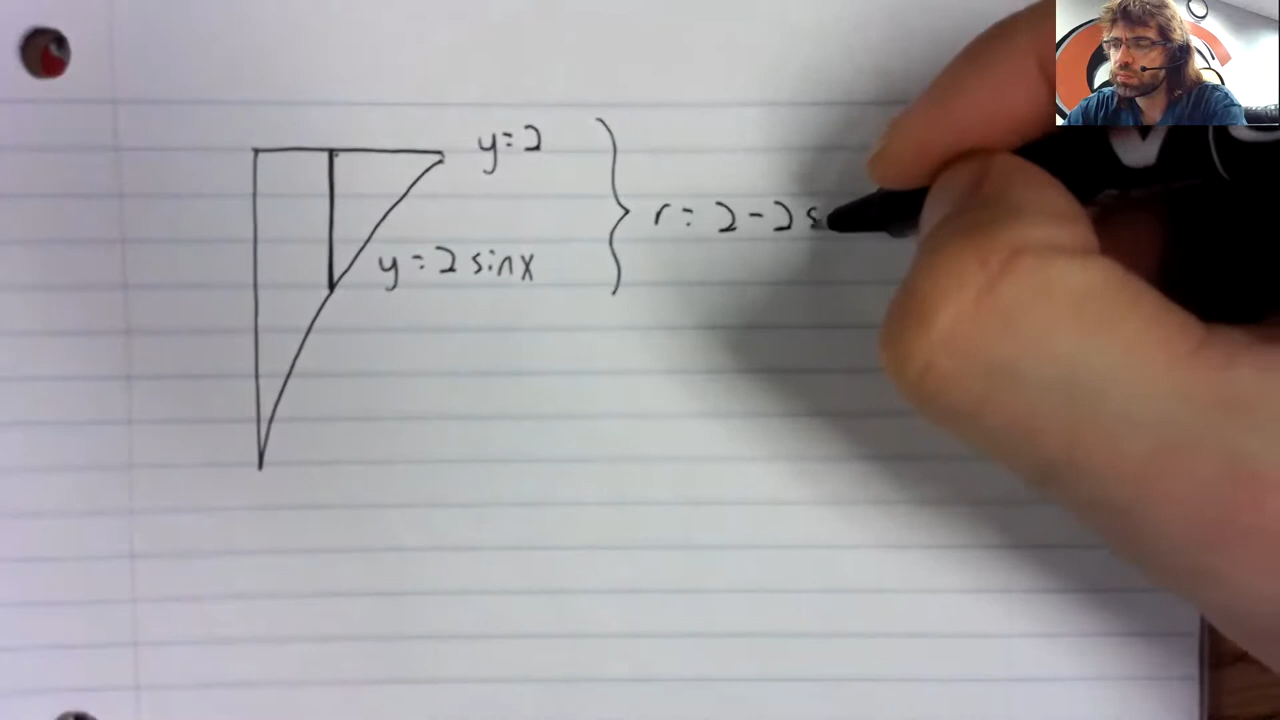 y = 2
r = 2 - 2 s
y = 2 sin x